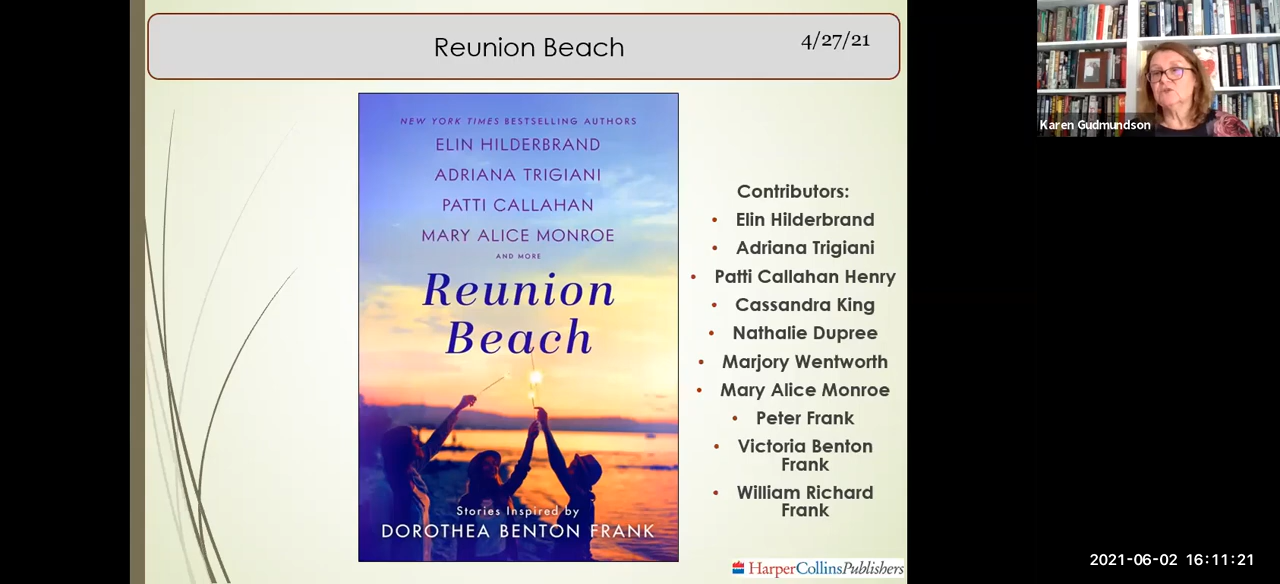 Reunion Beach
4/27/21
NEW YORK TIMES BESTSELLING AUTHORS
ELIN HILDERBRAND
ADRIANA TRIGIANI
PATTI CALLAHAN
MARY ALICE MONROE
AND MORE
Reunion
Beach
Stories Inspired by
DOROTHEA BENTON FRANK
Contributors:
• Elin Hilderbrand
• Adriana Trigiani
• Patti Callahan Henry
• Cassandra King
• Nathalie Dupree
• Marjory Wentworth
• Mary Alice Monroe
• Peter Frank
• Victoria Benton
Frank
• William Richard
Frank
HarperCollinsPublishers
Karen Gudmundson
2021-06-02 16:11:21